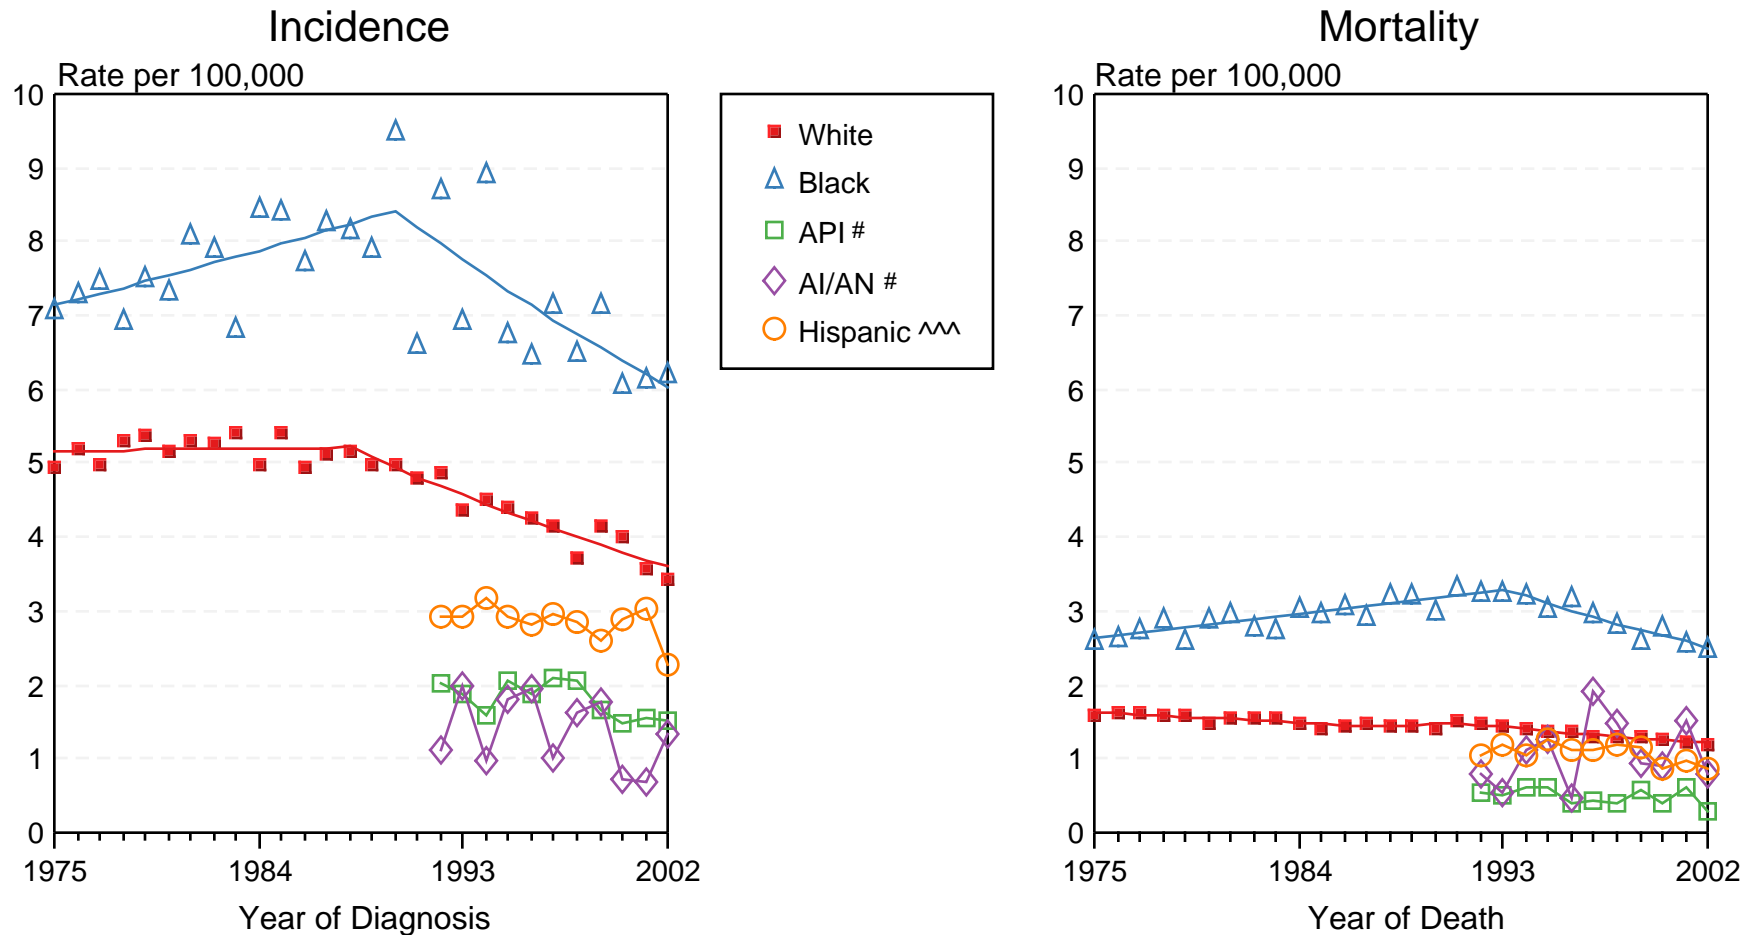 Incidence
Mortality
Rate per 100,000
Rate per 100,000
10
9
8
7
6
5
4
3
2
1
0
1975
1984
1993
2002
Year of Diagnosis
White
Black
API #
AI/AN #
Hispanic ^^^
10
9
8
7
6
5
4
3
2
1
0
1975
1984
1993
2002
Year of Death